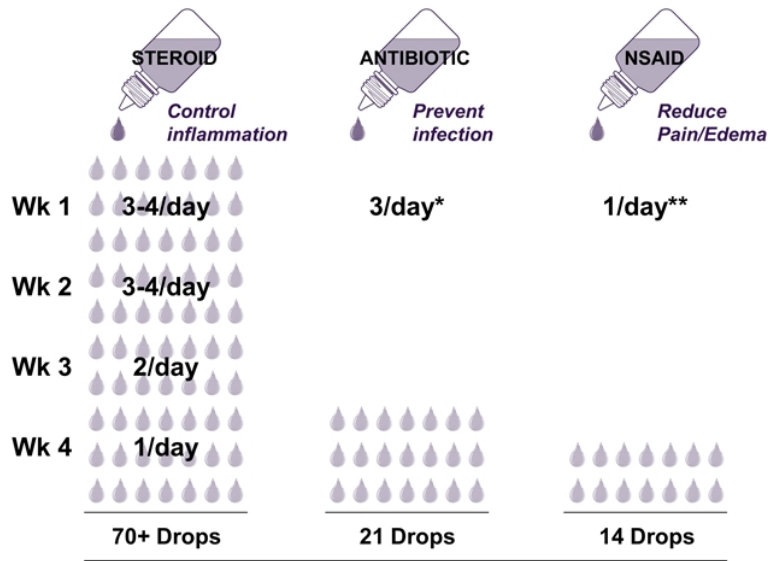 STEROID
ANTIBIOTIC
NSAID
Control
inflammation
Prevent
infection
Reduce
Pain/Edema
Wk 1
3-4/day
3/day*
1/day**
Wk 2
3-4/day
Wk 3
2/day
Wk 4
1/day
70+ Drops
21 Drops
14 Drops